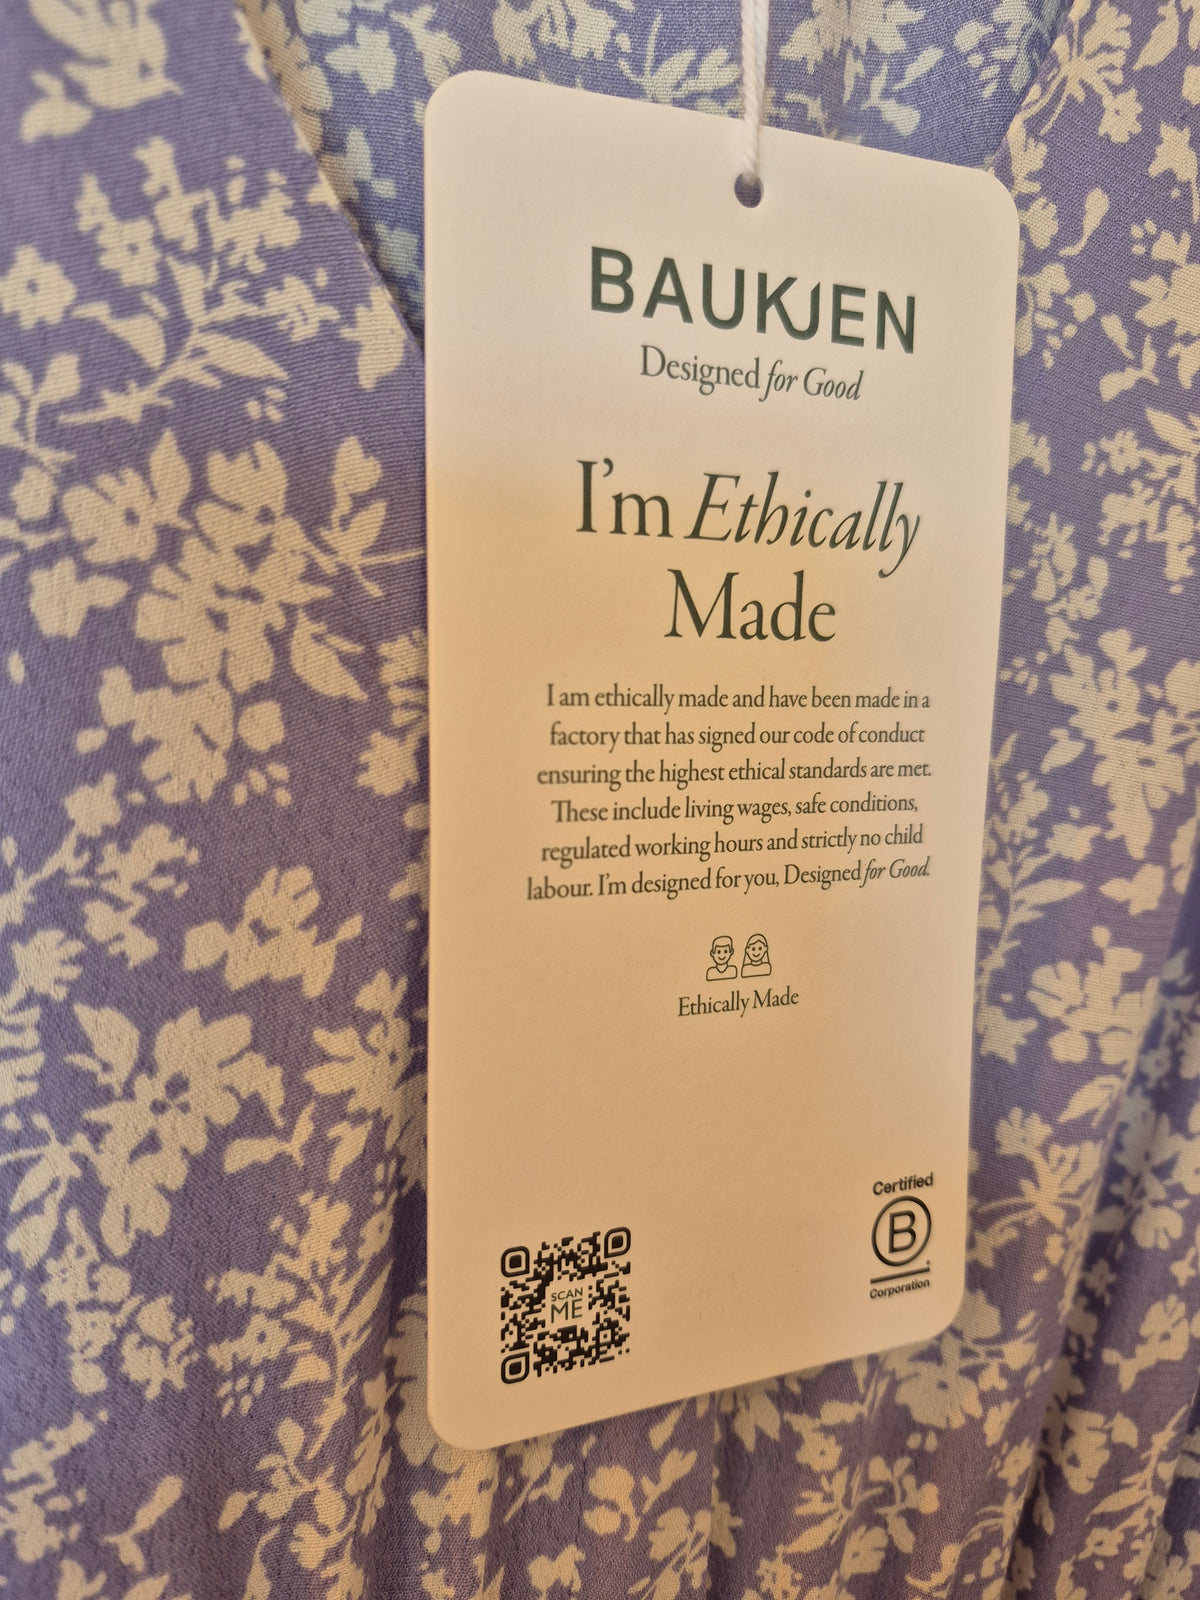 BAUKJEN
Designed for Good
I'm Ethically
Made
I am ethically made and have been made in a
factory that has signed our code of conduct
ensuring the highest ethical standards are met.
These include living wages, safe conditions,
regulated working hours and strictly no child
labour. I'm designed for you, Designed for Good.
Ethically Made
SCAN
ME
Certified
B
Corporation